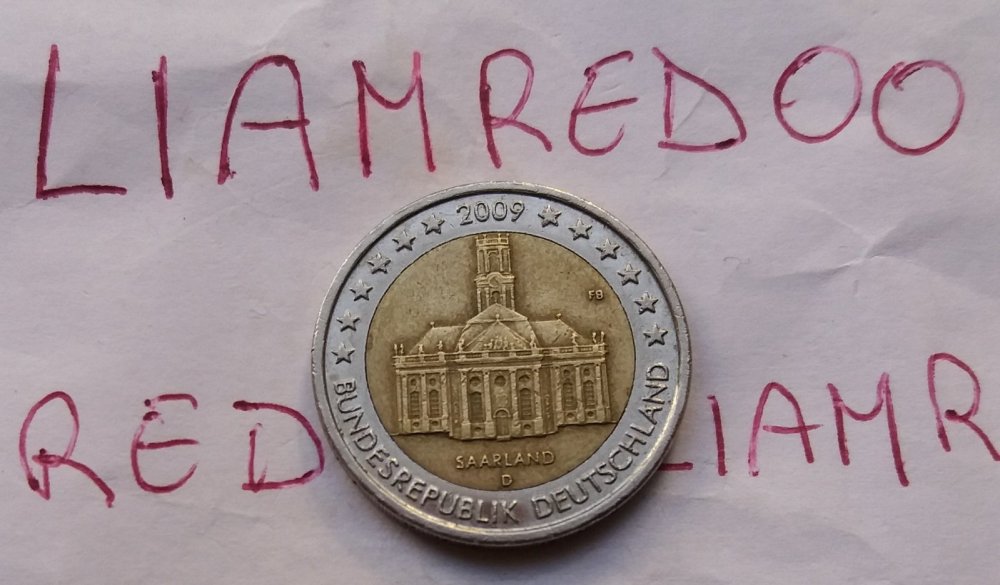 LIAMREDOO
2009
FB
SAARLAND
D
BUNDESREPUBLIK DEUTSCHLAND
RED LIAMR